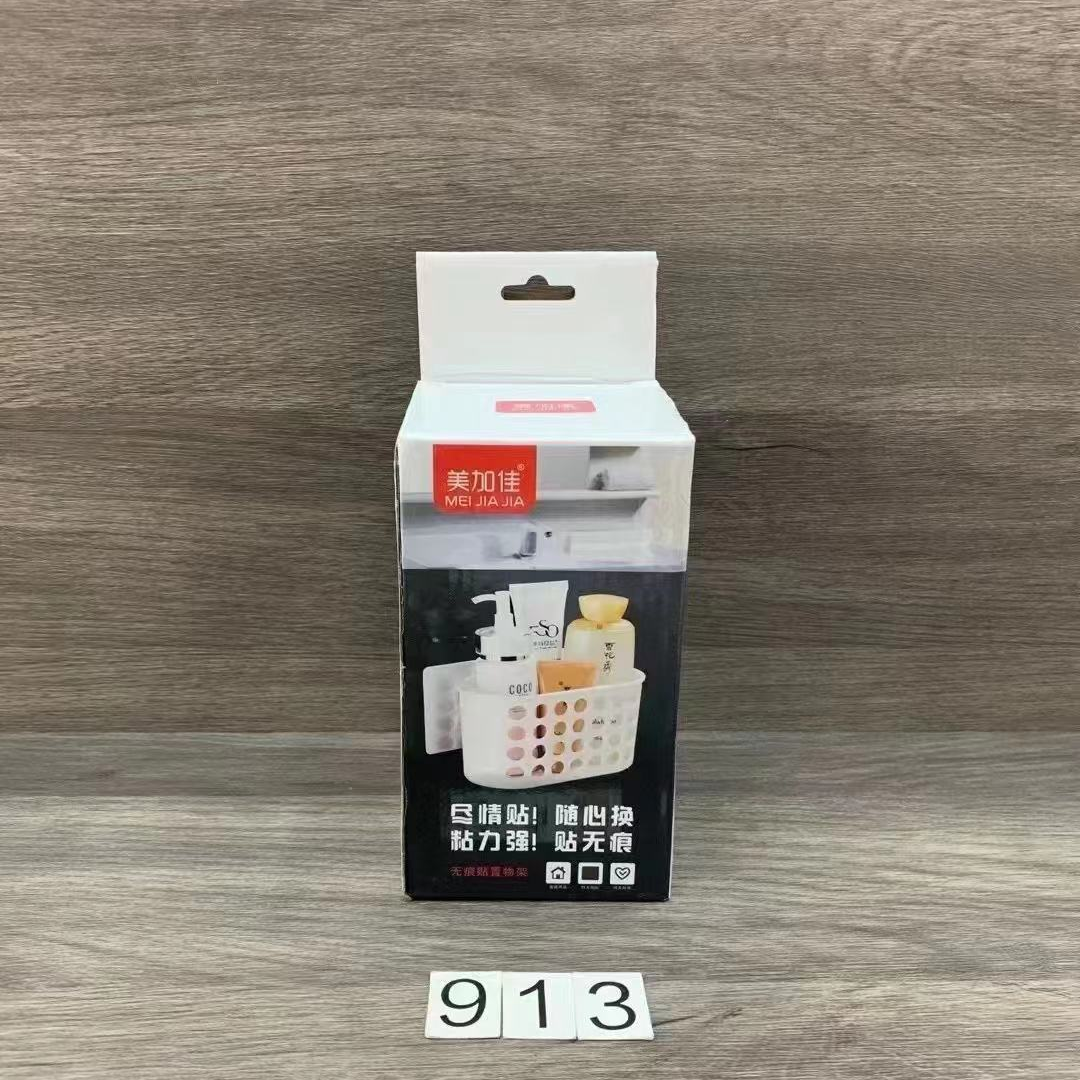 美加佳®
MEI JIA JIA
COCO
尽情贴! 随心换
粘力强! 贴无痕
无痕贴置物架
913